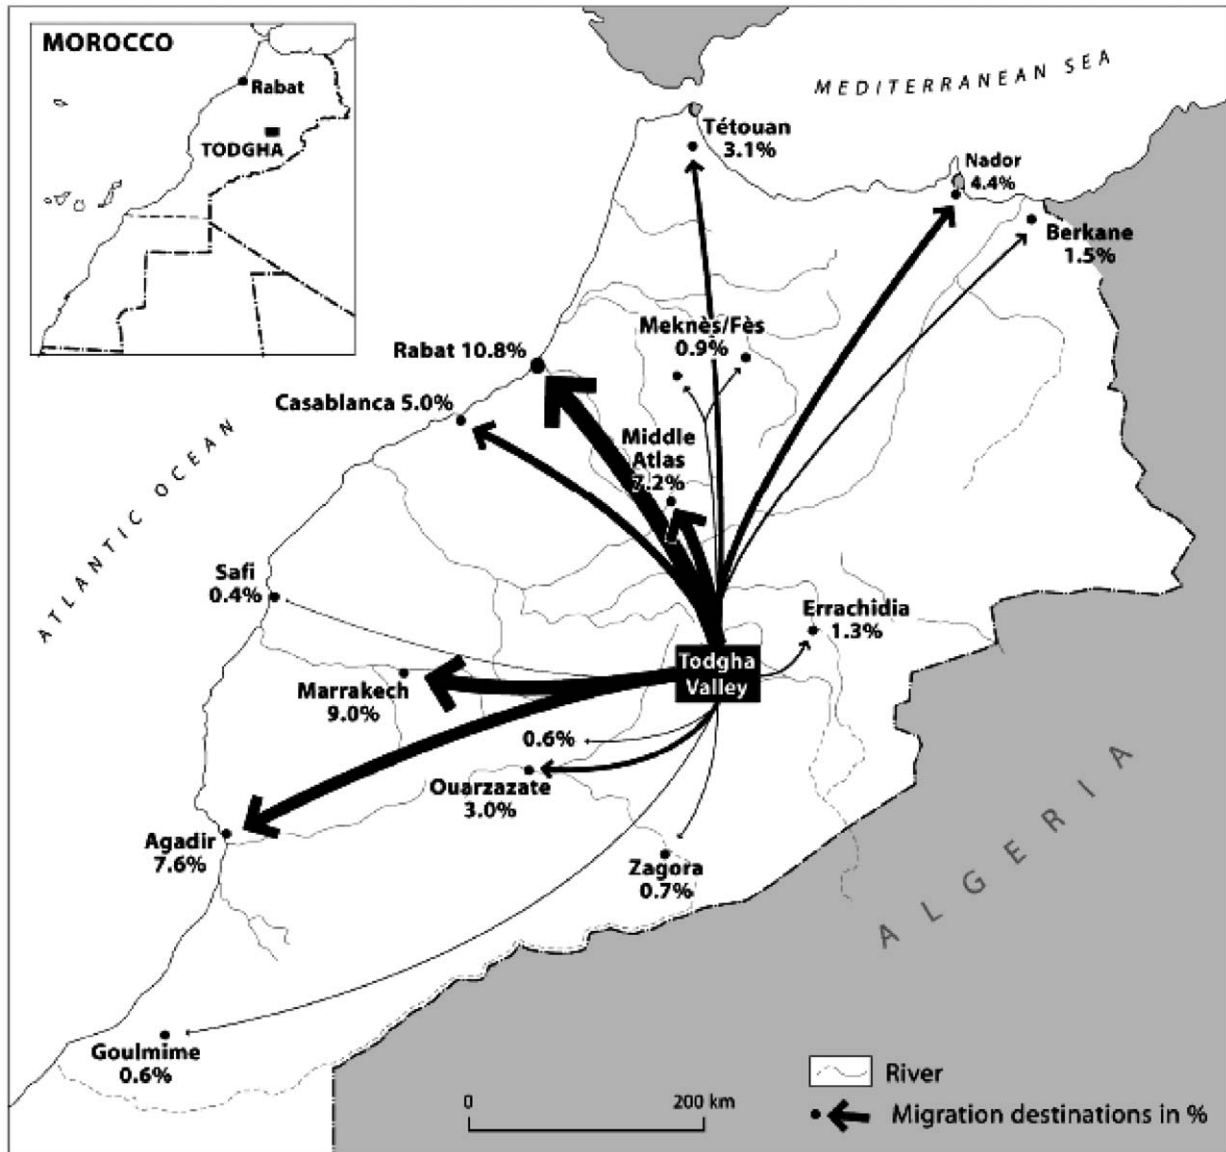 MOROCCO
Rabat
TODGHA
MEDITERRANEAN SEA
Tétouan
3.1%
Nador
4.4%
Berkane
1.5%
Meknès/Fès
0.9%
Rabat 10.8%
Casablanca 5.0%
Middle
Atlas
7.2%
ATLANTIC OCEAN
Safi
0.4%
Errachidia
1.3%
Todgha
Valley
Marrakech
9.0%
0.6%
Ouarzazate
3.0%
Agadir
7.6%
Zagora
0.7%
ALGERIA
Goulmime
0.6%
River
0 200 km
Migration destinations in %